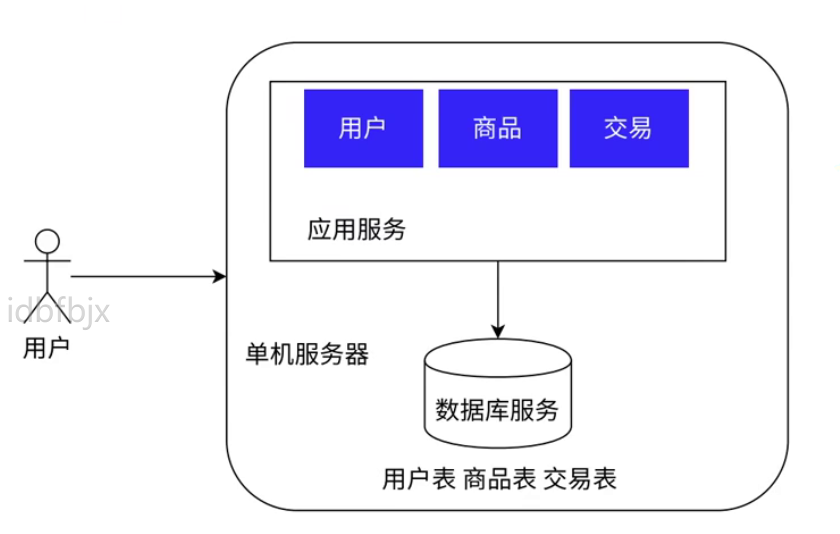 用户 商品 交易
应用服务
idbfbjx
用户
单机服务器
数据库服务
用户表 商品表 交易表